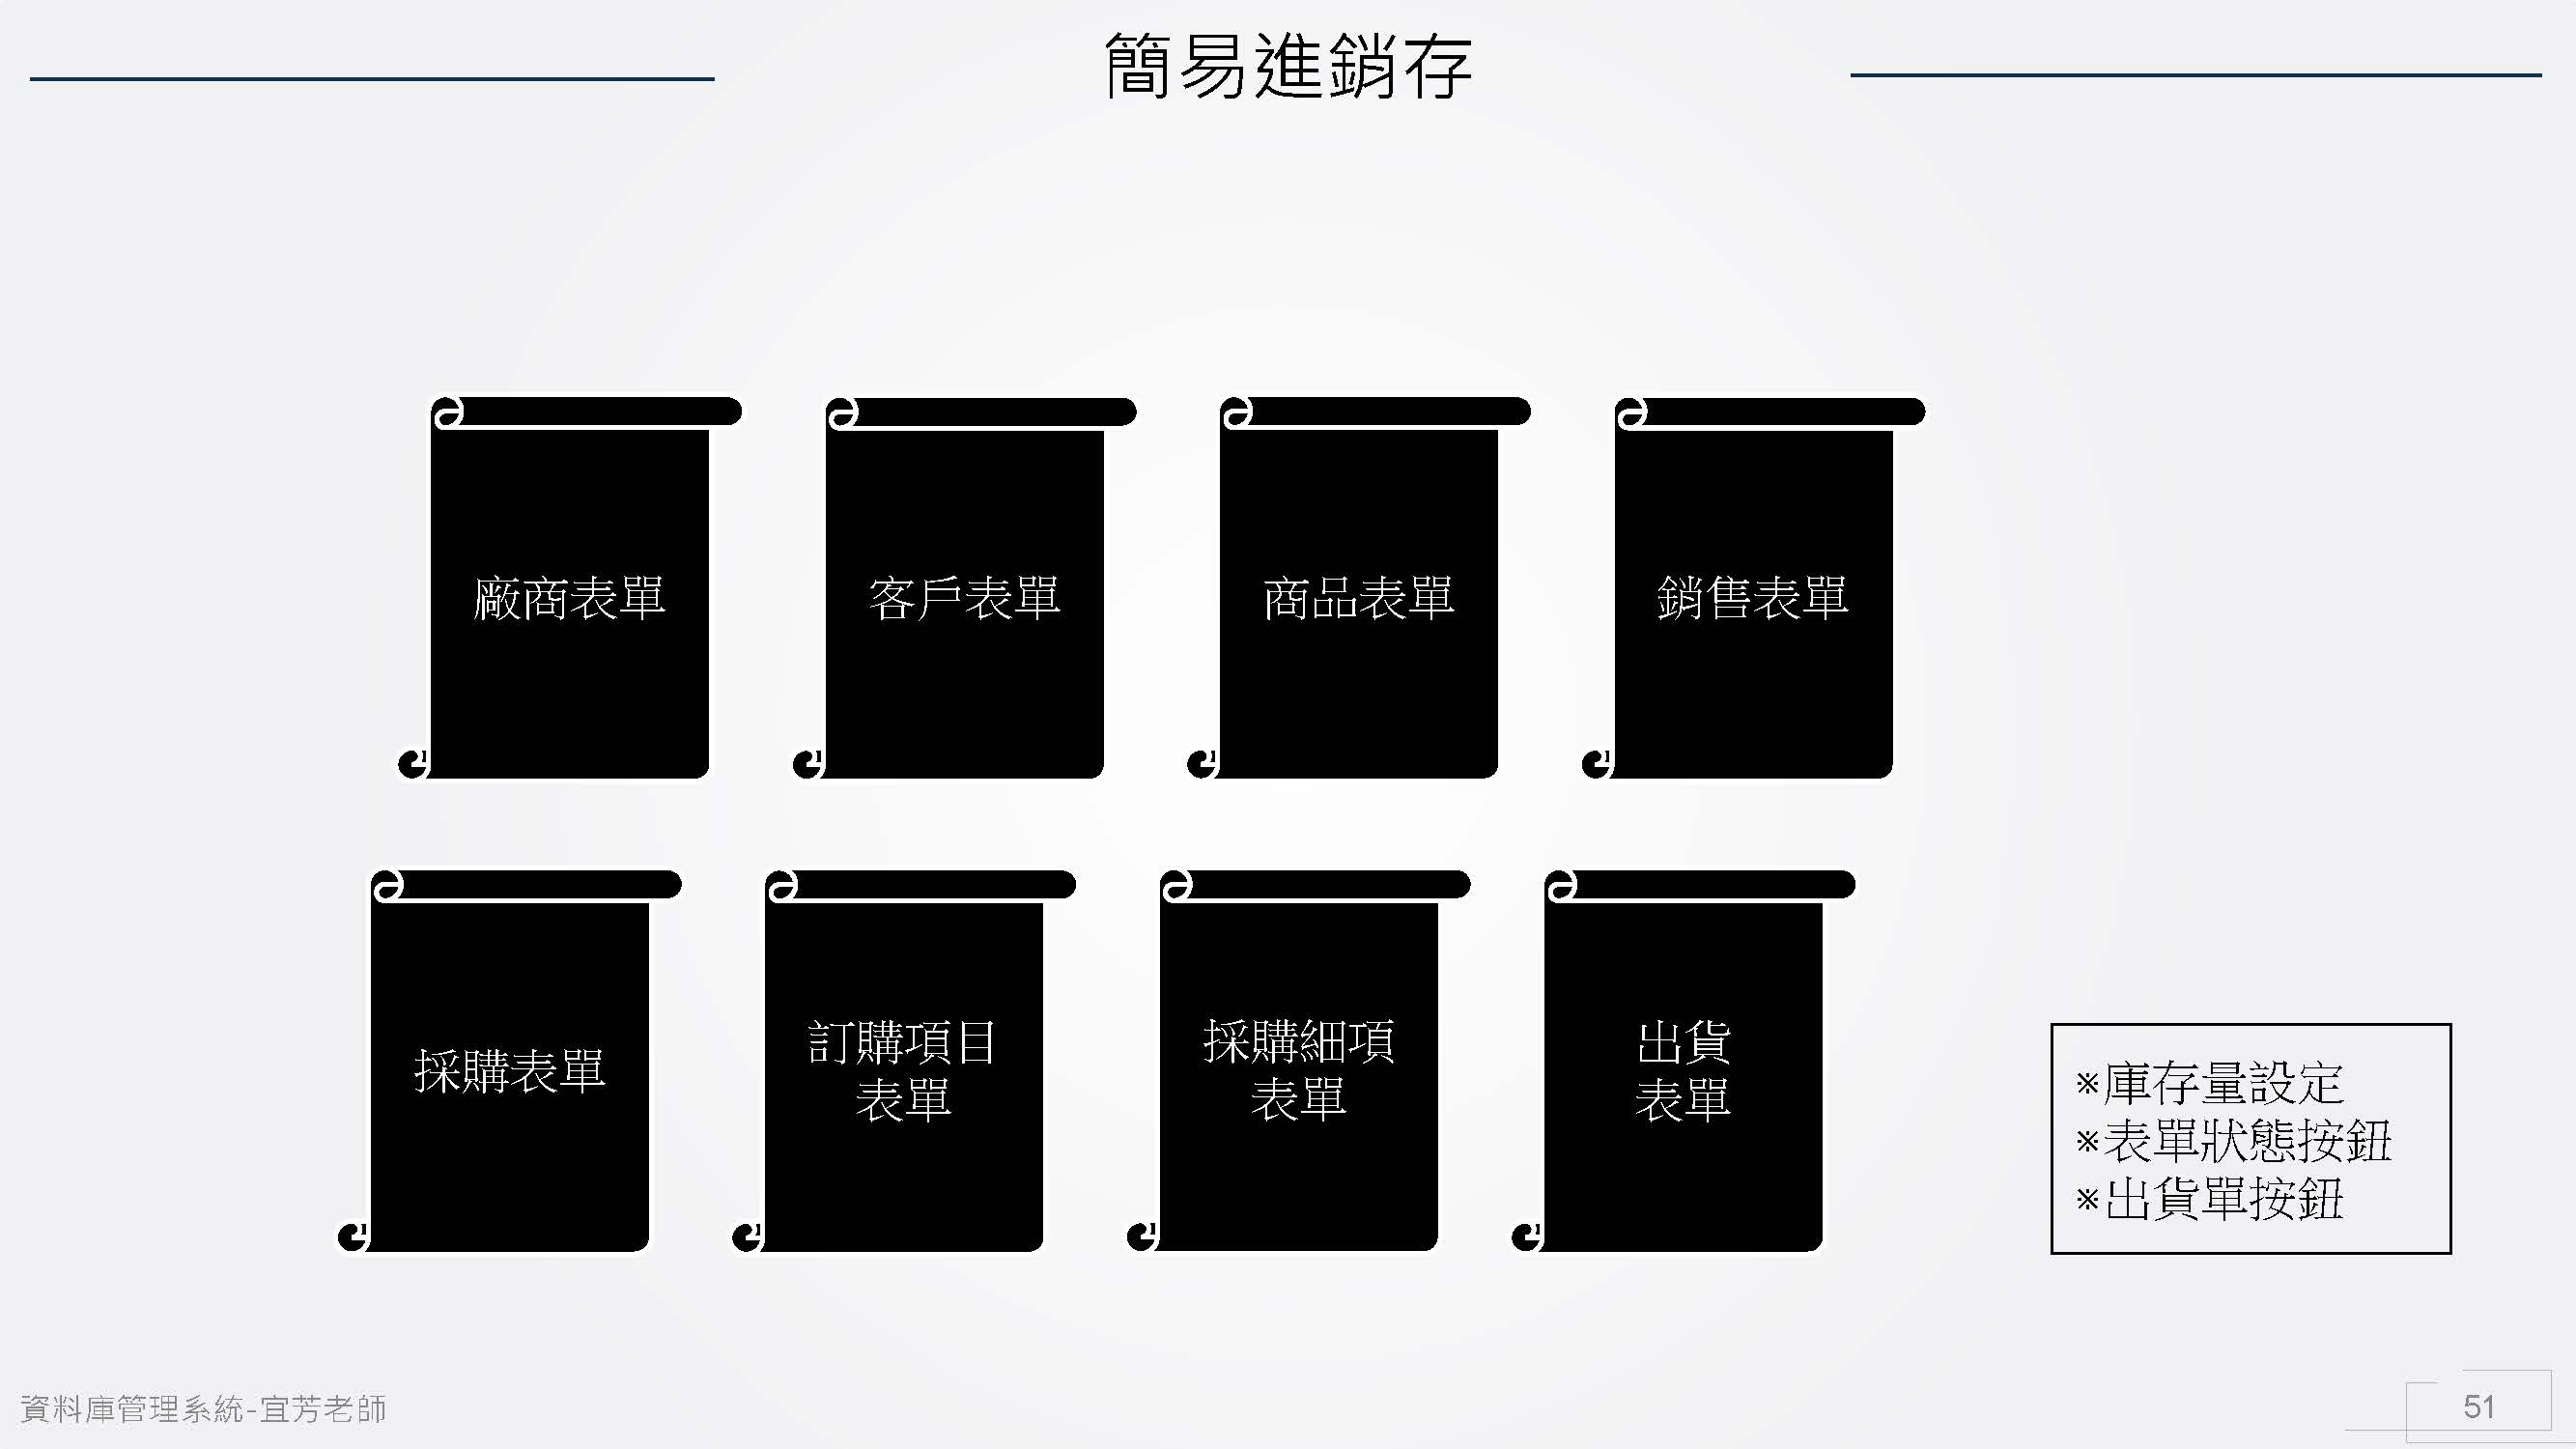 簡易進銷存
廠商表單
客戶表單
商品表單
銷售表單
採購表單
訂購項目
表單
採購細項
表單
出貨
表單
※庫存量設定
※表單狀態按鈕
※出貨單按鈕
資料庫管理系統-宜芳老師
51